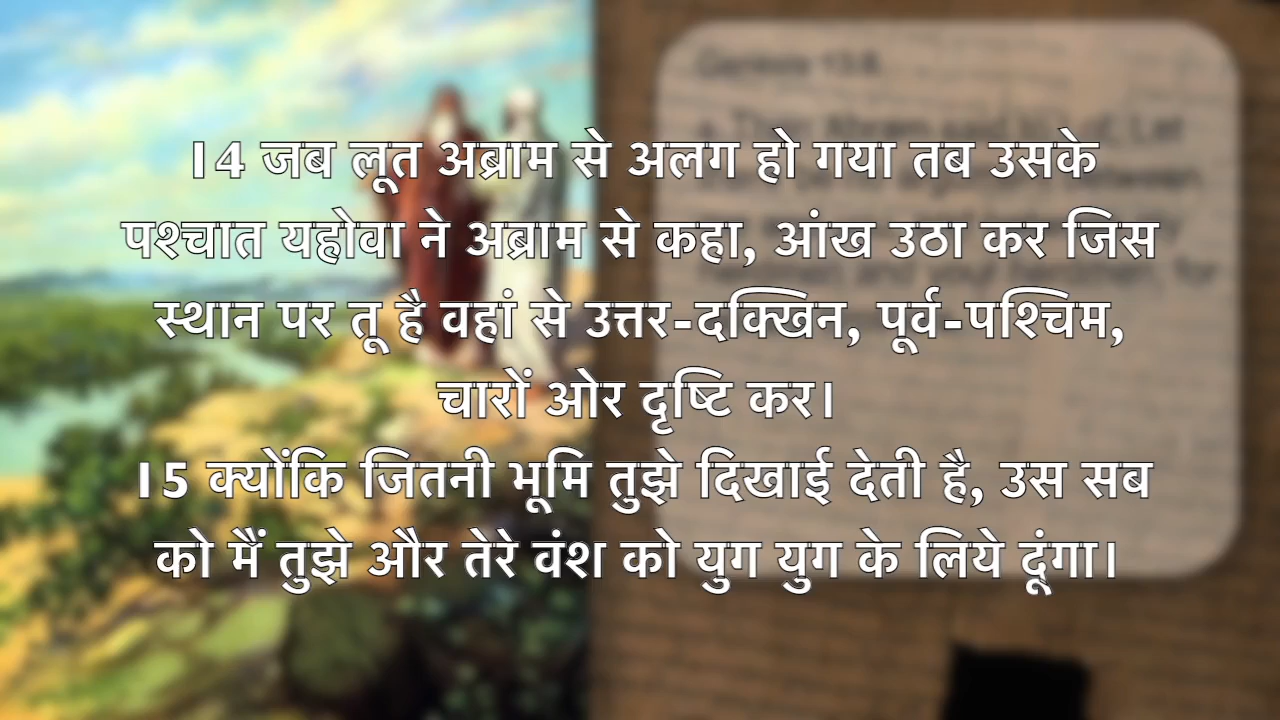 14 जब लूत अब्राम से अलग हो गया तब उसके
पश्चात यहोवा ने अब्राम से कहा, आंख उठा कर जिस
स्थान पर तू है वहां से उत्तर-दक्खिन, पूर्व-पश्चिम,
चारों ओर दृष्टि कर।
15 क्योंकि जितनी भूमि तुझे दिखाई देती है, उस सब
को मैं तुझे और तेरे वंश को युग युग के लिये दूंगा।